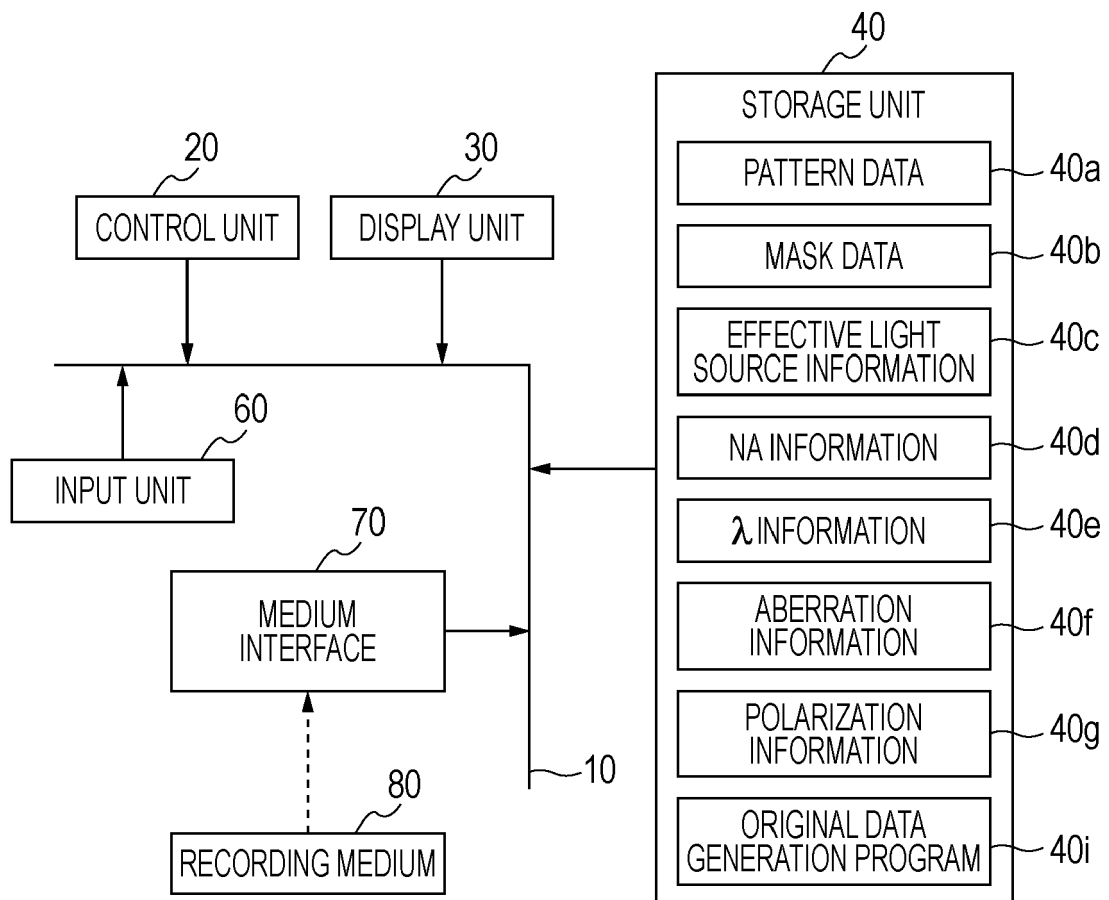 40
STORAGE UNIT
20
CONTROL UNIT
30
DISPLAY UNIT
PATTERN DATA
40a
MASK DATA
40b
EFFECTIVE LIGHT
SOURCE INFORMATION
40c
60
INPUT UNIT
NA INFORMATION
40d
λ INFORMATION
40e
70
MEDIUM
INTERFACE
ABERRATION
INFORMATION
40f
POLARIZATION
INFORMATION
40g
10
80
RECORDING MEDIUM
ORIGINAL DATA
GENERATION PROGRAM
40i